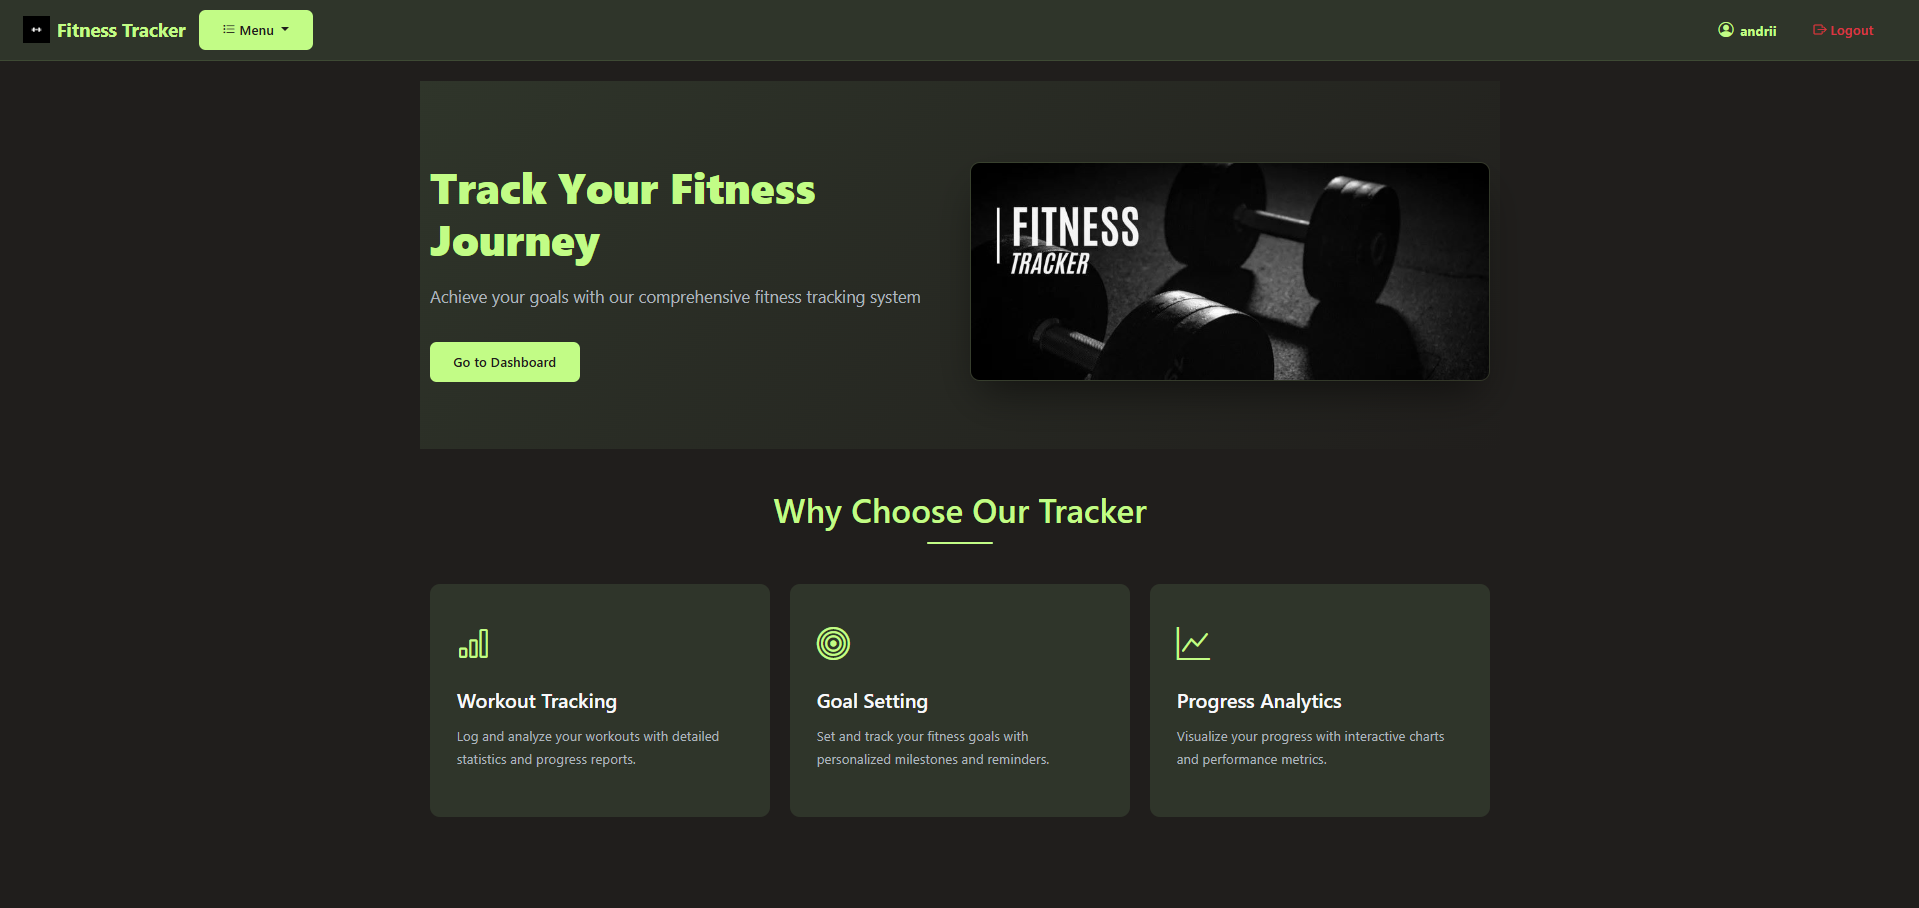 Fitness Tracker
Menu
andrii
Logout
Track Your Fitness
Journey
Achieve your goals with our comprehensive fitness tracking system
Go to Dashboard
FITNESS
TRACKER
Why Choose Our Tracker
Workout Tracking
Log and analyze your workouts with detailed
statistics and progress reports.
Goal Setting
Set and track your fitness goals with
personalized milestones and reminders.
Progress Analytics
Visualize your progress with interactive charts
and performance metrics.